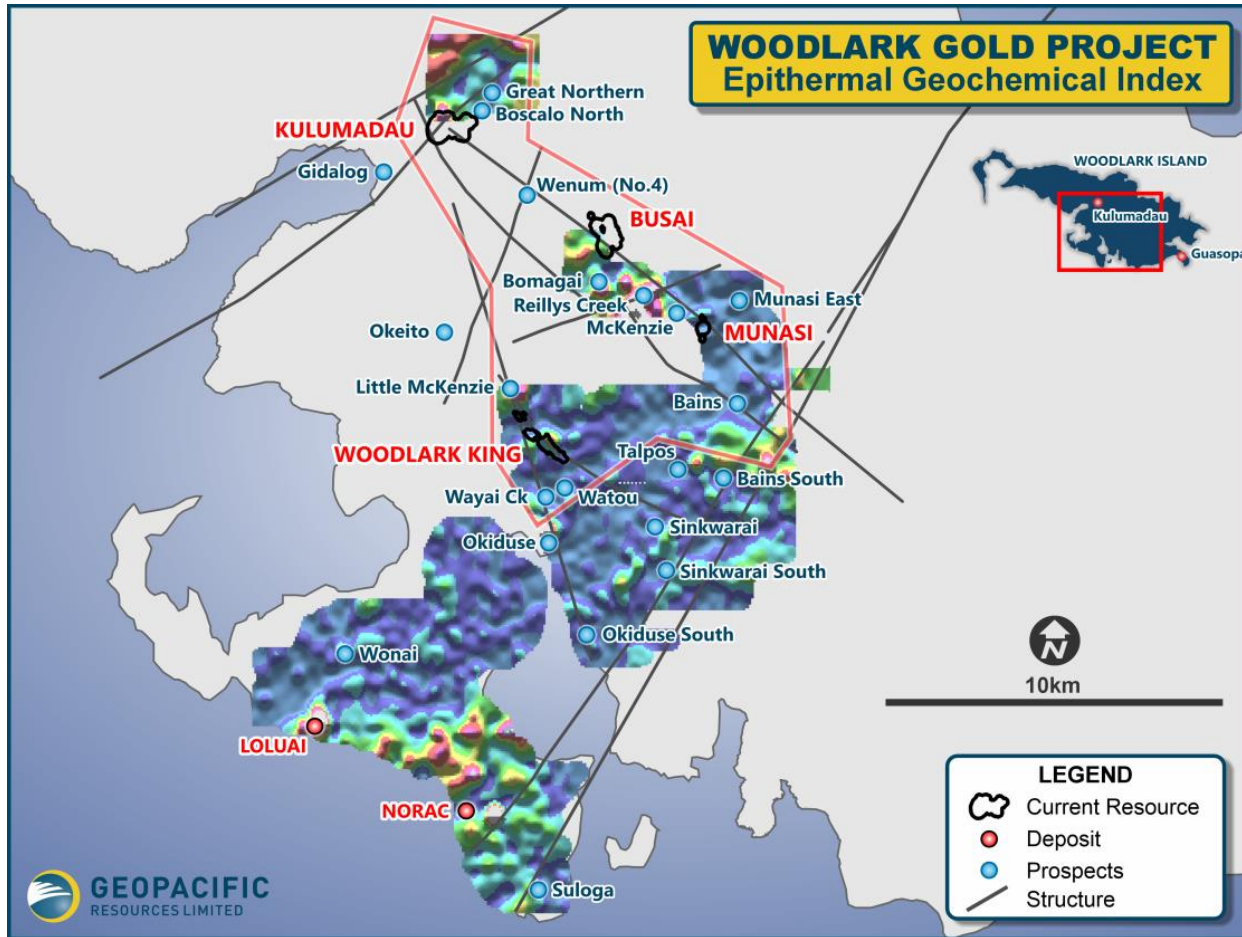 WOODLARK GOLD PROJECT
Epithermal Geochemical Index
Great Northern
Boscalo North
KULUMADAU
Gidalog
Wenum (No.4)
WOODLARK ISLAND
Kulumadau
Guasopa
BUSAI
Bomagai
Reillys Creek
McKenzie
Munasi East
MUNASI
Okeito
Little McKenzie
Bains
WOODLARK KING
Talpos
Bains South
Wayai Ck
Watou
Okiduse
Sinkwarai
Sinkwarai South
Okiduse South
Wonai
N
10km
LOLUAI
NORAC
Suloga
LEGEND
Current Resource
Deposit
Prospects
Structure
GEOPACIFIC
RESOURCES LIMITED